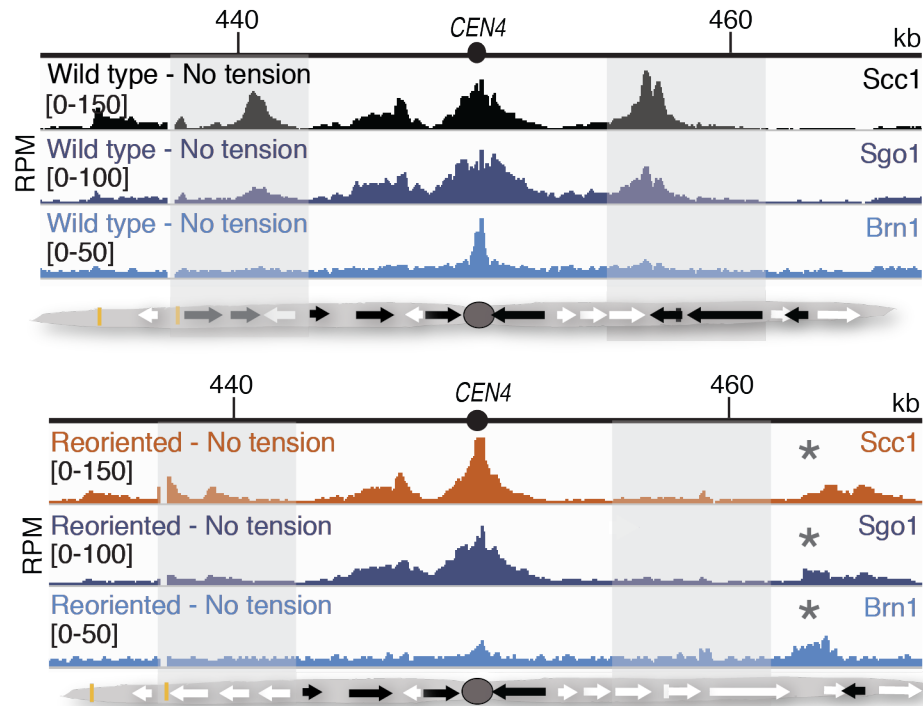 440 CEN4 460
kb
Wild type - No tension Scc1
[0-150]
Wild type - No tension Sgo1
[0-100]
Wild type - No tension Brn1
[0-50]
RPM
440 CEN4 460
kb
Reoriented - No tension * Scc1
[0-150]
Reoriented - No tension * Sgo1
[0-100]
Reoriented - No tension * Brn1
[0-50]
RPM